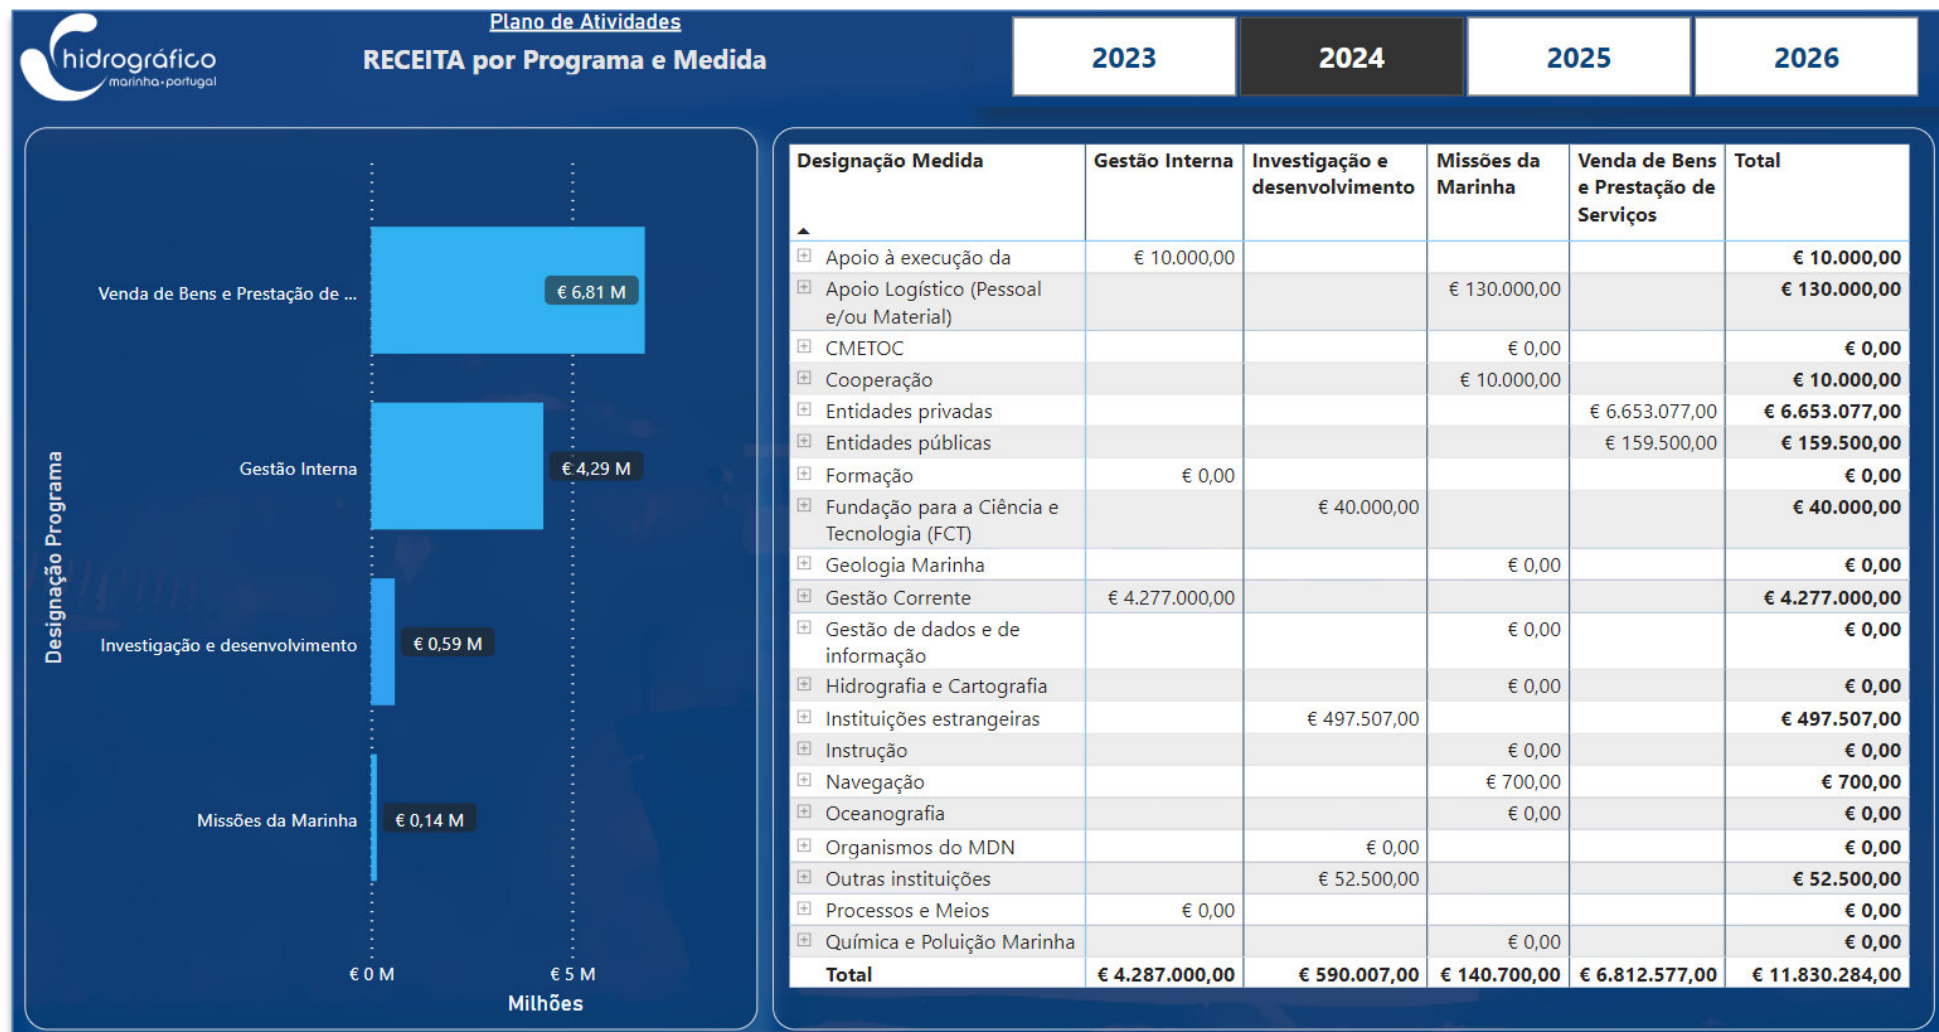 hidrográfico
marinha•portugal
Plano de Atividades
RECEITA por Programa e Medida
2023
2024
2025
2026
Designação Programa
Venda de Bens e Prestação de ...
€ 6,81 M
Gestão Interna
€ 4,29 M
Investigação e desenvolvimento
€ 0,59 M
Missões da Marinha
€ 0,14 M
€ 0 M
€ 5 M
Milhões
Designação Medida Gestão Interna Investigação e Missões da Venda de Bens Total
desenvolvimento Marinha e Prestação de
Serviços
Apoio à execução da € 10.000,00 € 10.000,00
Apoio Logístico (Pessoal € 130.000,00 € 130.000,00
e/ou Material)
CMETOC € 0,00 € 0,00
Cooperação € 10.000,00 € 10.000,00
Entidades privadas € 6.653.077,00 € 6.653.077,00
Entidades públicas € 159.500,00 € 159.500,00
Formação € 0,00 € 0,00
Fundação para a Ciência e € 40.000,00 € 40.000,00
Tecnologia (FCT)
Geologia Marinha € 0,00 € 0,00
Gestão Corrente € 4.277.000,00 € 4.277.000,00
Gestão de dados e de € 0,00 € 0,00
informação
Hidrografia e Cartografia € 0,00 € 0,00
Instituições estrangeiras € 497.507,00 € 497.507,00
Instrução € 0,00 € 0,00
Navegação € 700,00 € 700,00
Oceanografia € 0,00 € 0,00
Organismos do MDN € 0,00 € 0,00
Outras instituições € 52.500,00 € 52.500,00
Processos e Meios € 0,00 € 0,00
Química e Poluição Marinha € 0,00 € 0,00
Total € 4.287.000,00 € 590.007,00 € 140.700,00 € 6.812.577,00 € 11.830.284,00